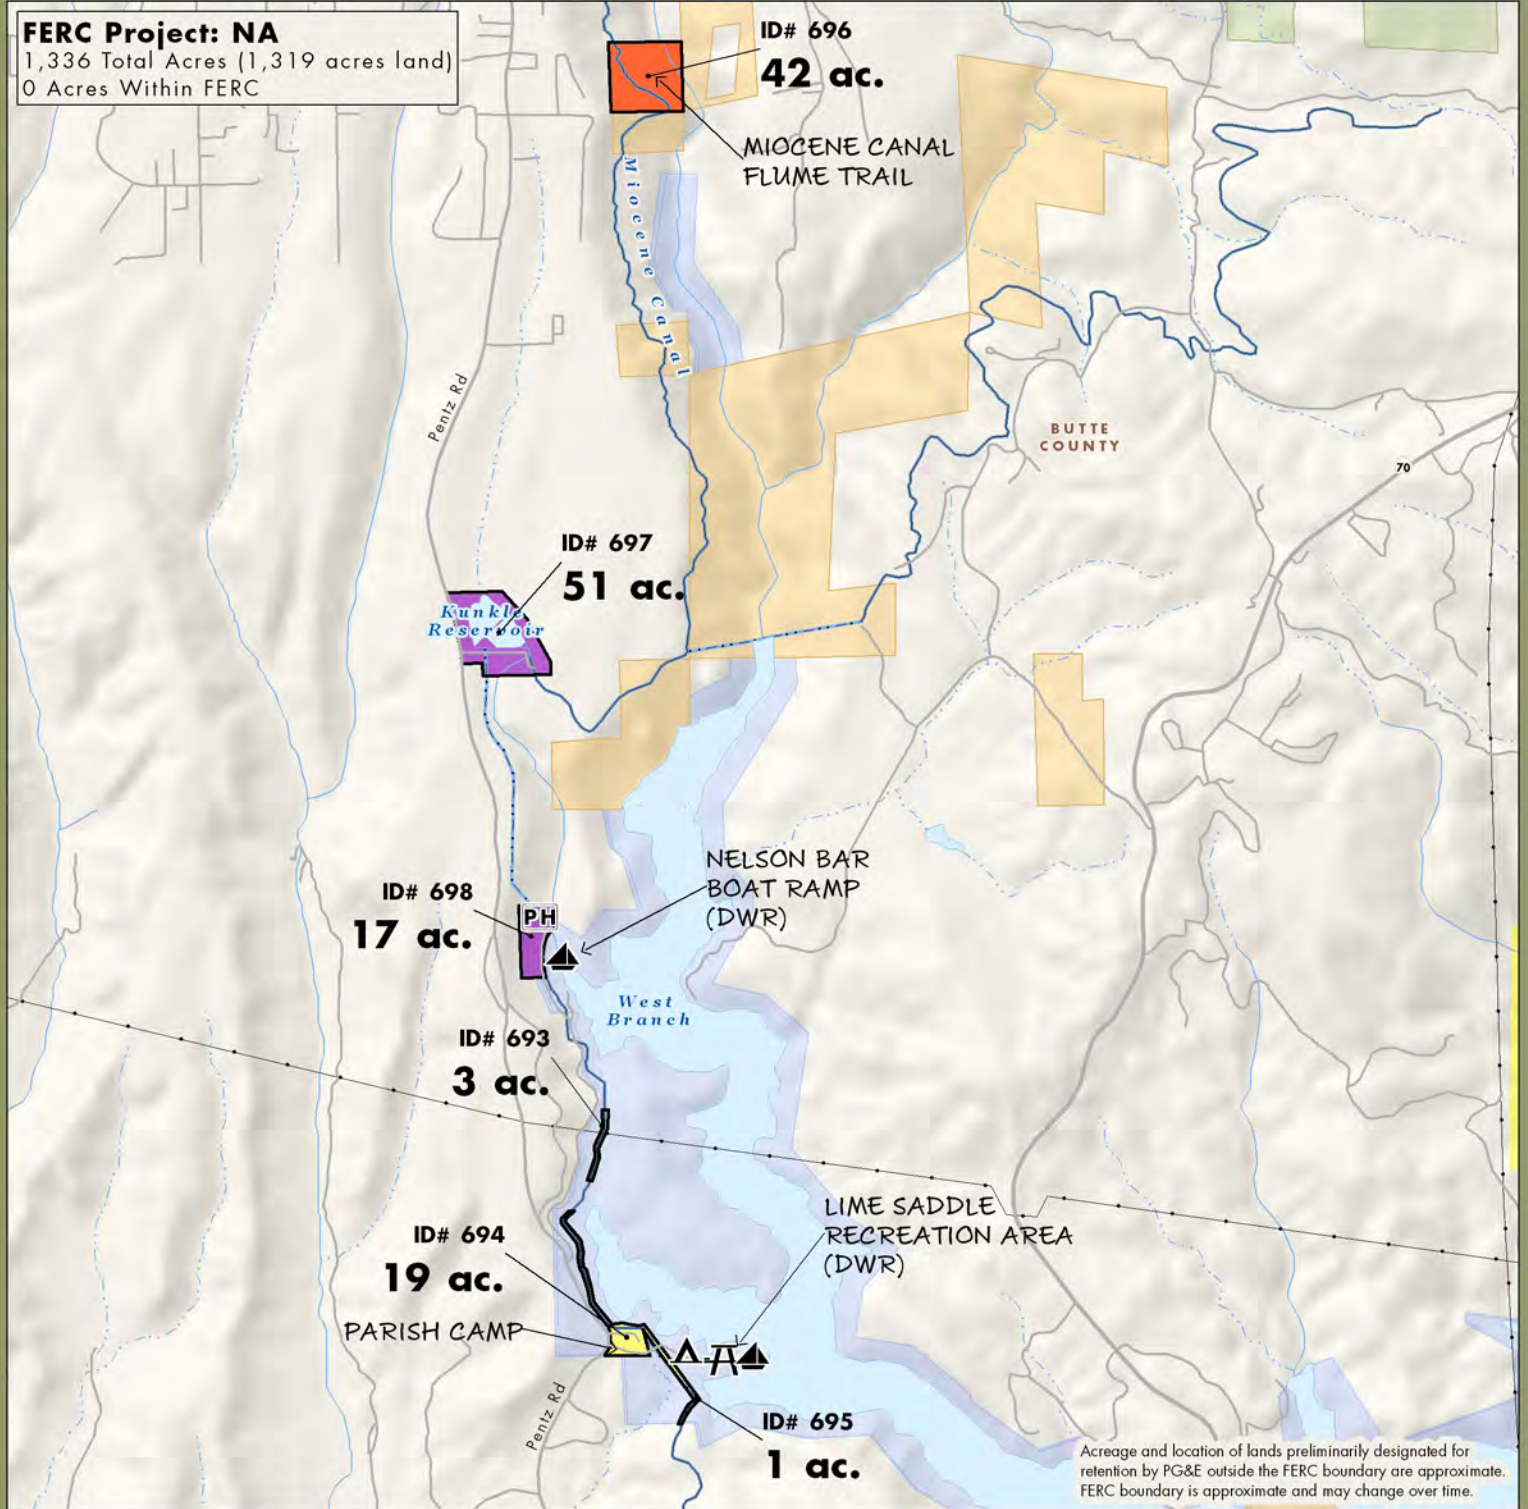 FERC Project: NA
1,336 Total Acres (1,319 acres land)
0 Acres Within FERC
ID# 696
42 ac.
MIOCENE CANAL
FLUME TRAIL
Miocene Canal
Pentz Rd
BUTTE
COUNTY
70
ID# 697
51 ac.
Kunkle
Reservoir
NELSON BAR
BOAT RAMP
(DWR)
ID# 698
17 ac.
PH
West
Branch
ID# 693
3 ac.
LIME SADDLE
RECREATION AREA
(DWR)
ID# 694
19 ac.
PARISH CAMP
Pentz Rd
ID# 695
1 ac.
Acreage and location of lands preliminarily designated for
retention by PG&E outside the FERC boundary are approximate.
FERC boundary is approximate and may change over time.